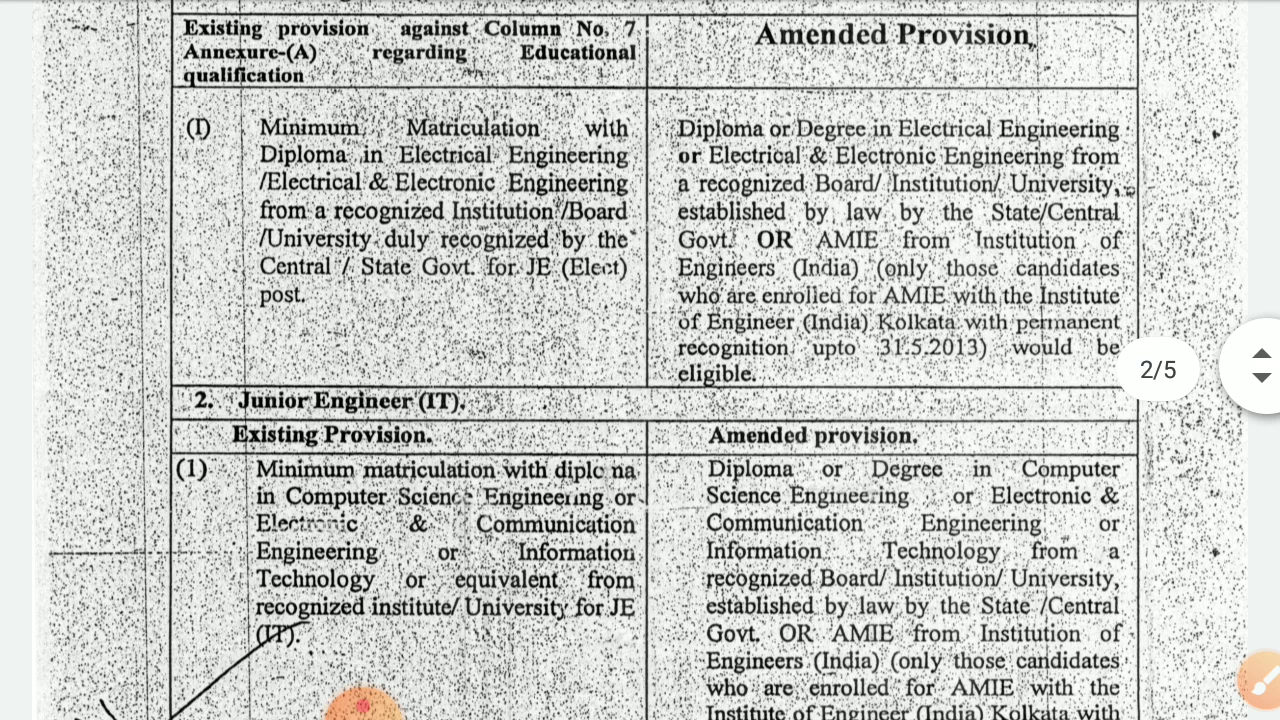 Existing provision against Column No. 7
Annexure-(A) regarding Educational
qualification
Amended Provision
(I)
Minimum Matriculation with
Diploma in Electrical Engineering
/Electrical & Electronic Engineering
from a recognized Institution /Board
/University duly recognized by the
Central / State Govt. for JE (Elect)
post.
Diploma or Degree in Electrical Engineering
or Electrical & Electronic Engineering from
a recognized Board/ Institution/ University,
established by law by the State/Central
Govt. OR AMIE from Institution of
Engineers (India) (only those candidates
who are enrolled for AMIE with the Institute
of Engineer (India) Kolkata with permanent
recognition upto 31.5.2013) would be
eligible.
2. Junior Engineer (IT).
Existing Provision.
Amended provision.
(1)
Minimum matriculation with diplo na
in Computer Science Engineering or
Electronic & Communication
Engineering or Information
Technology or equivalent from
recognized institute/ University for JE
(IT).
Diploma or Degree in Computer
Science Engineering or Electronic &
Communication Engineering or
Information Technology from a
recognized Board/ Institution/ University,
established by law by the State /Central
Govt. OR AMIE from Institution of
Engineers (India) (only those candidates
who are enrolled for AMIE with the
Institute of Engineer (India) Kolkata with
2/5